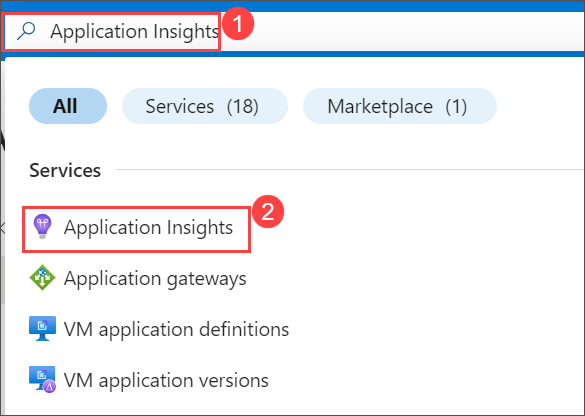 Application Insights 1
All Services (18) Marketplace (1)
Services
Application Insights 2
Application gateways
VM application definitions
VM application versions